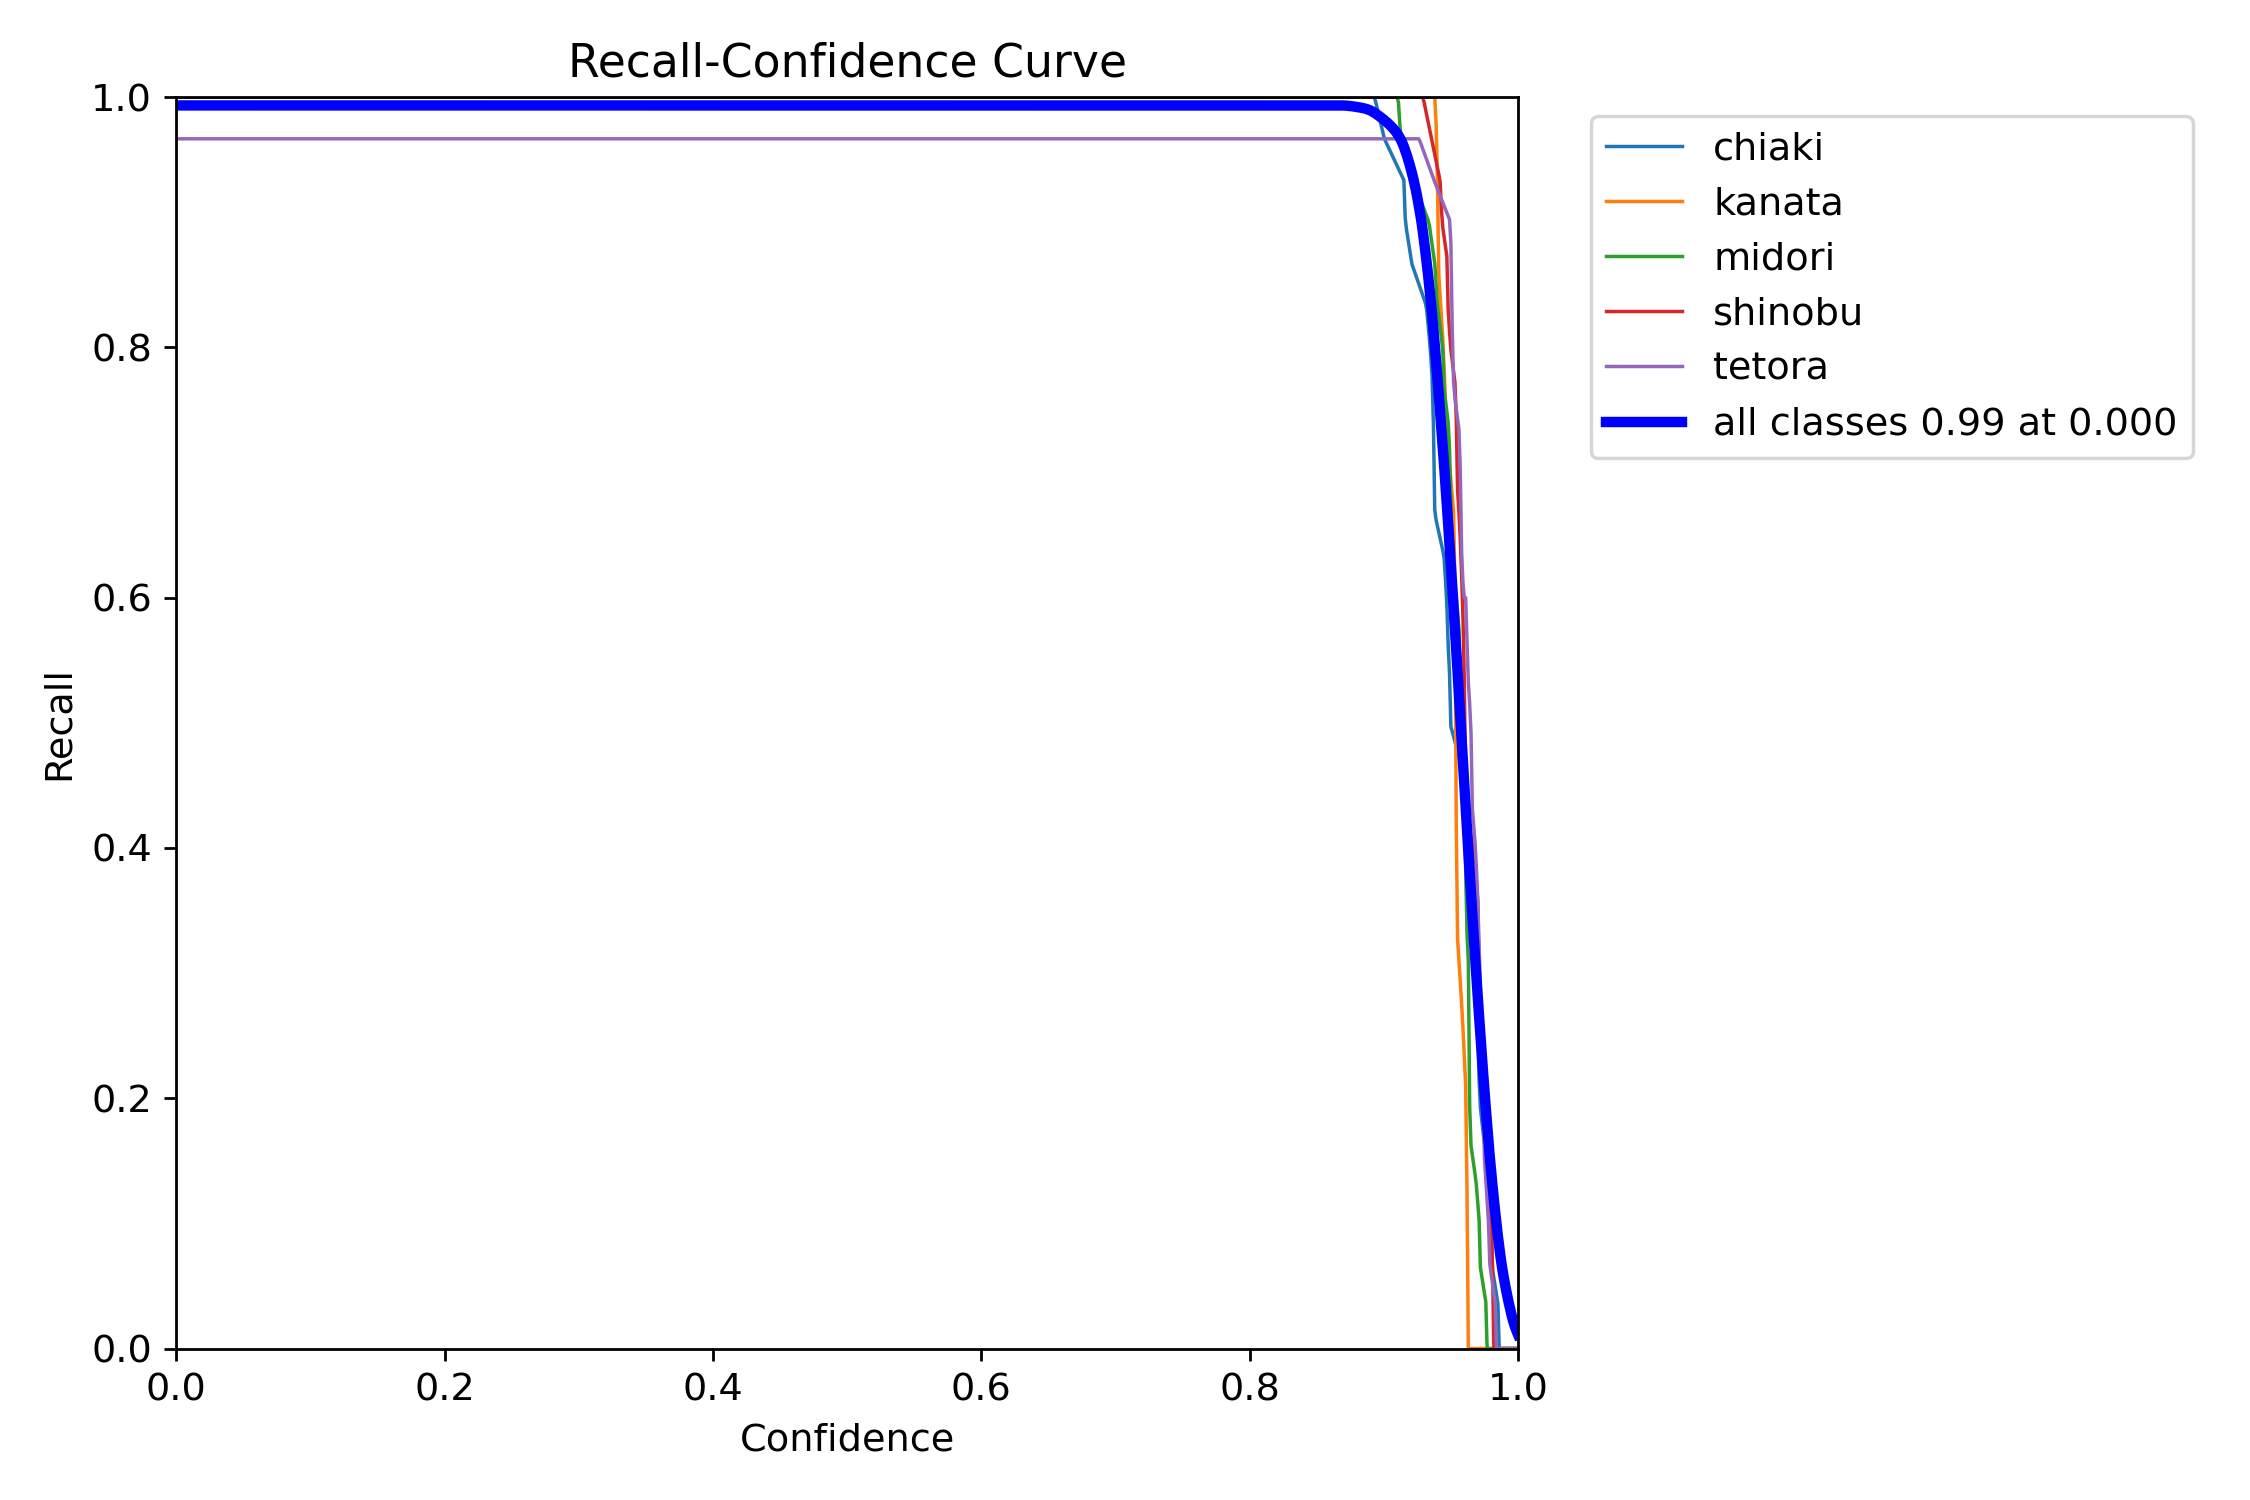 Recall-Confidence Curve
1.0
0.8
0.6
0.4
0.2
0.0
Recall
0.0 0.2 0.4 0.6 0.8 1.0
Confidence
chiaki
kanata
midori
shinobu
tetora
all classes 0.99 at 0.000